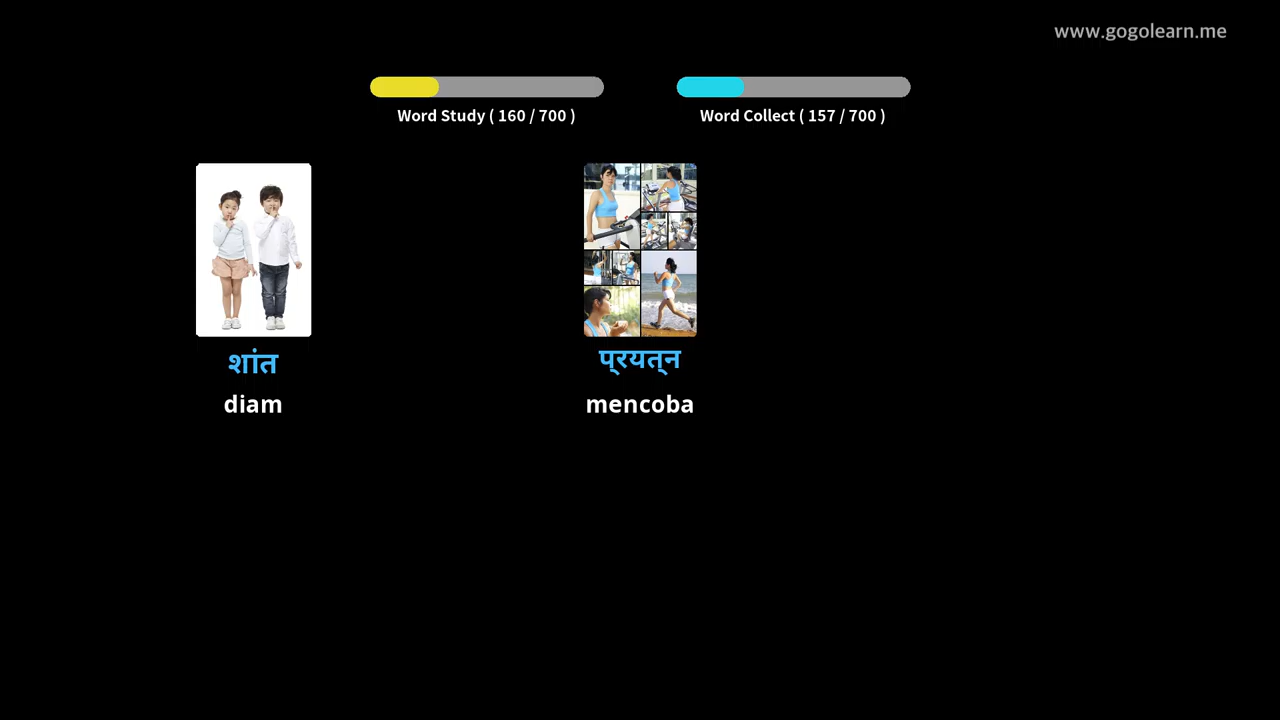 www.gogolearn.me
Word Study ( 160 / 700 )
Word Collect ( 157 / 700 )
शांत
प्रयत्न
diam
mencoba